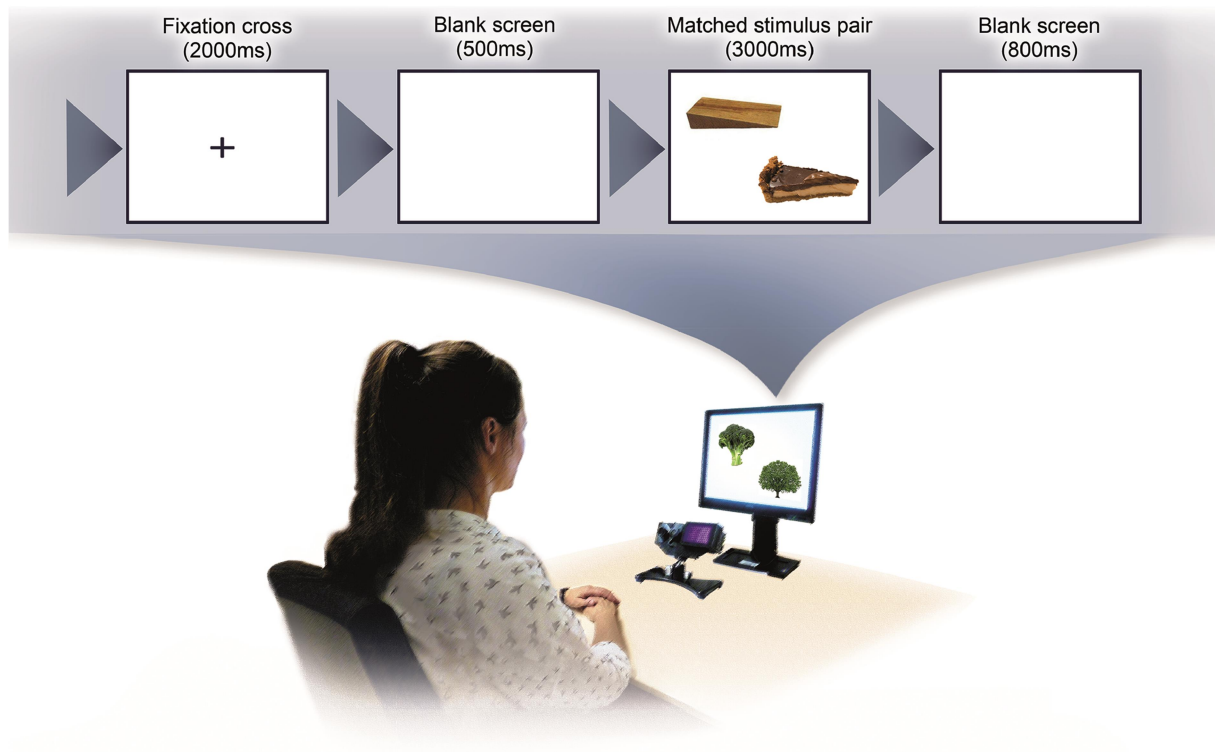 Fixation cross
(2000ms)
Blank screen
(500ms)
Matched stimulus pair
(3000ms)
Blank screen
(800ms)